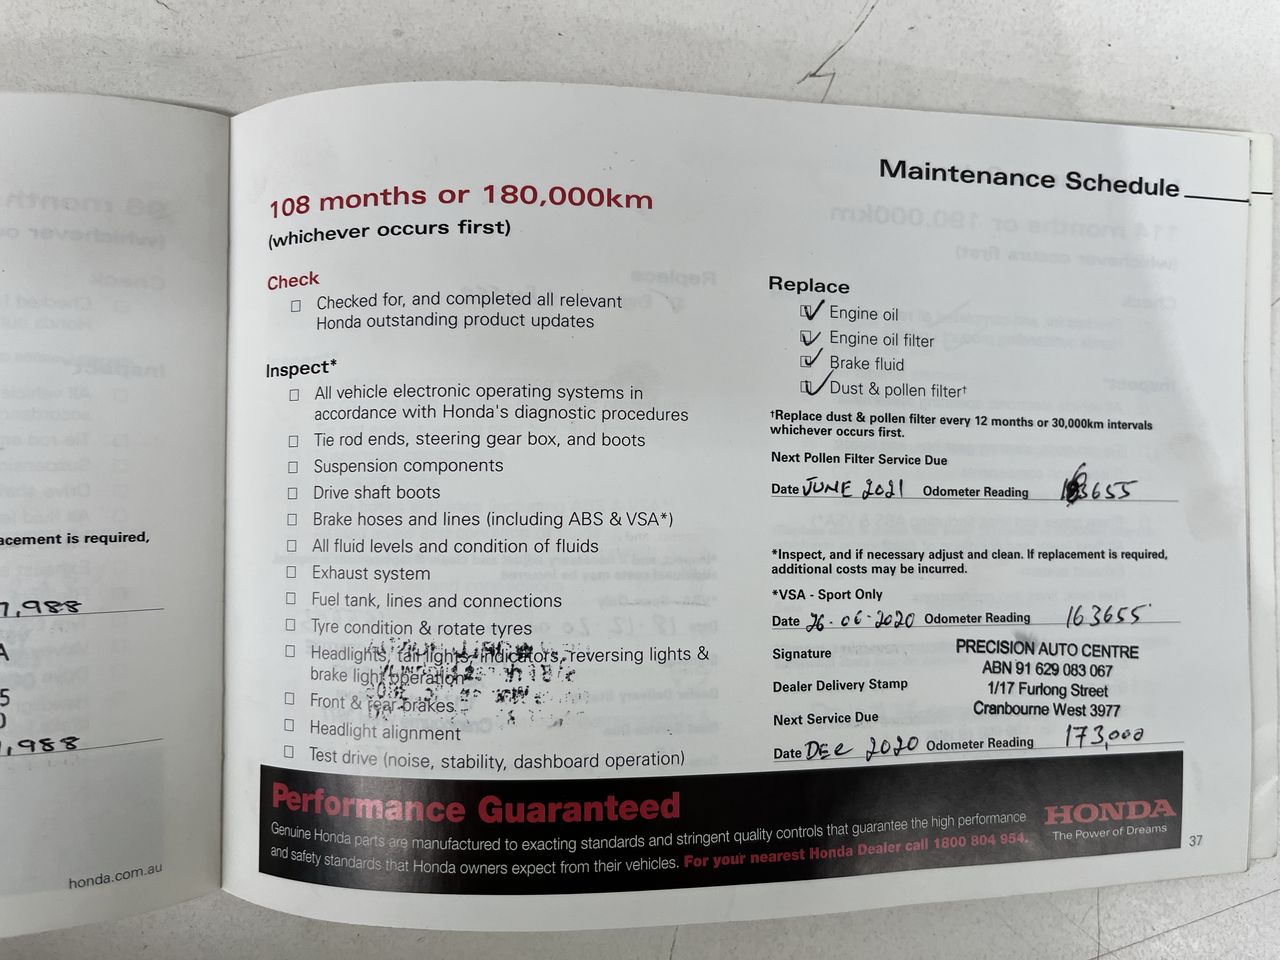 acement is required,
7,988
A
5
0
1,988
honda.com.au
Maintenance Schedule
108 months or 180,000km
(whichever occurs first)
Check
Checked for, and completed all relevant
Honda outstanding product updates
Inspect*
All vehicle electronic operating systems in
accordance with Honda's diagnostic procedures
Tie rod ends, steering gear box, and boots
Suspension components
Drive shaft boots
Brake hoses and lines (including ABS & VSA*)
All fluid levels and condition of fluids
Exhaust system
Fuel tank, lines and connections
Tyre condition & rotate tyres
Headlights, tail lights, indicators, reversing lights &
brake light operation
Front & rear brakes
Headlight alignment
Test drive (noise, stability, dashboard operation)
Replace
Engine oil
Engine oil filter
Brake fluid
Dust & pollen filter†
†Replace dust & pollen filter every 12 months or 30,000km intervals
whichever occurs first.
Next Pollen Filter Service Due
Date JUNE 2021 Odometer Reading
*Inspect, and if necessary adjust and clean. If replacement is required,
additional costs may be incurred.
*VSA - Sport Only
Date 26-06-2020 Odometer Reading 163655
Signature
Dealer Delivery Stamp
PRECISION AUTO CENTRE
ABN 91 629 083 067
1/17 Furlong Street
Cranbourne West 3977
Next Service Due
Date DEC 2020 Odometer Reading 173,000
Performance Guaranteed
Genuine Honda parts are manufactured to exacting standards and stringent quality controls that guarantee the high performance
and safety standards that Honda owners expect from their vehicles. For your nearest Honda Dealer call 1800 804 954.
HONDA
The Power of Dreams
37